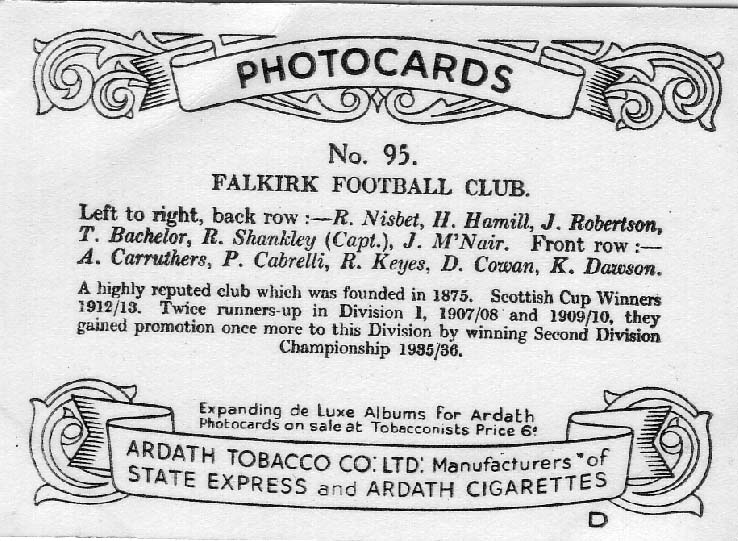 PHOTOCARDS
No. 95.
FALKIRK FOOTBALL CLUB.
Left to right, back row :—R. Nisbet, H. Hamill, J. Robertson,
T. Bachelor, R. Shankley (Capt.), J. M'Nair. Front row :—
A. Carruthers, P. Cabrelli, R. Keyes, D. Cowan, K. Dawson.
A highly reputed club which was founded in 1875. Scottish Cup Winners
1912/13. Twice runners-up in Division 1, 1907/08 and 1909/10, they
gained promotion once more to this Division by winning Second Division
Championship 1935/36.
Expanding de Luxe Albums for Ardath
Photocards on sale at Tobacconists Price 6ᵈ
ARDATH TOBACCO CO. LTD. Manufacturers of
STATE EXPRESS and ARDATH CIGARETTES
D